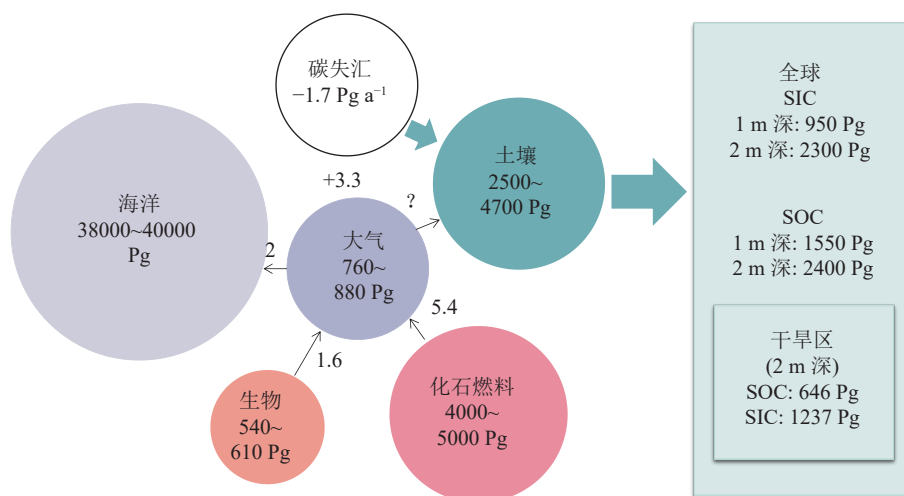 碳失汇
−1.7 Pg a⁻¹
海洋
38000~40000
Pg
+3.3
?
土壤
2500~
4700 Pg
大气
760~
880 Pg
2
5.4
1.6
生物
540~
610 Pg
化石燃料
4000~
5000 Pg
全球
SIC
1 m 深: 950 Pg
2 m 深: 2300 Pg
SOC
1 m 深: 1550 Pg
2 m 深: 2400 Pg
干旱区
(2 m 深)
SOC: 646 Pg
SIC: 1237 Pg